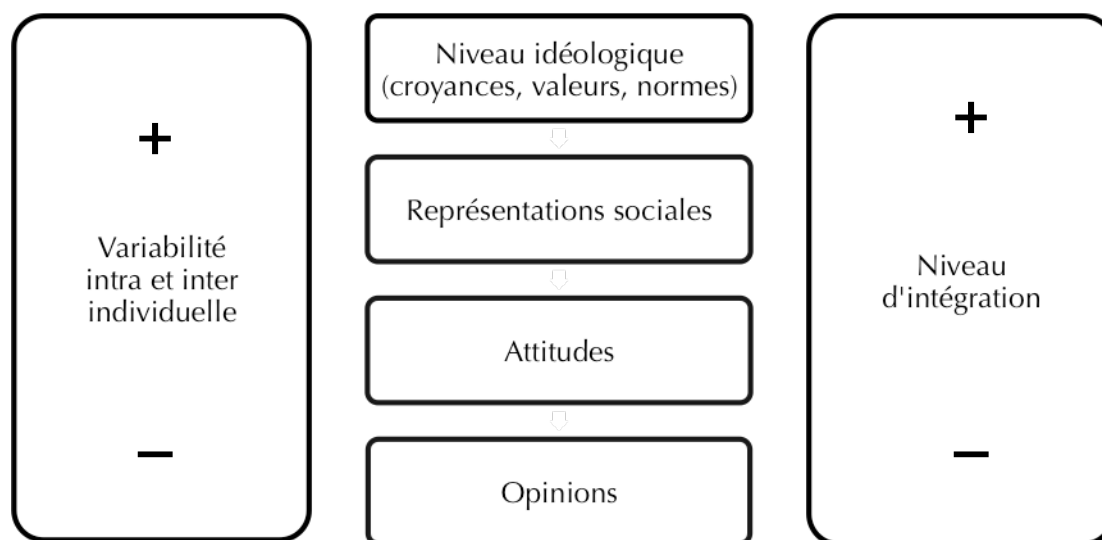 +
Variabilité
intra et inter
individuelle
−
Niveau idéologique
(croyances, valeurs, normes)
Représentations sociales
Attitudes
Opinions
+
Niveau
d'intégration
−